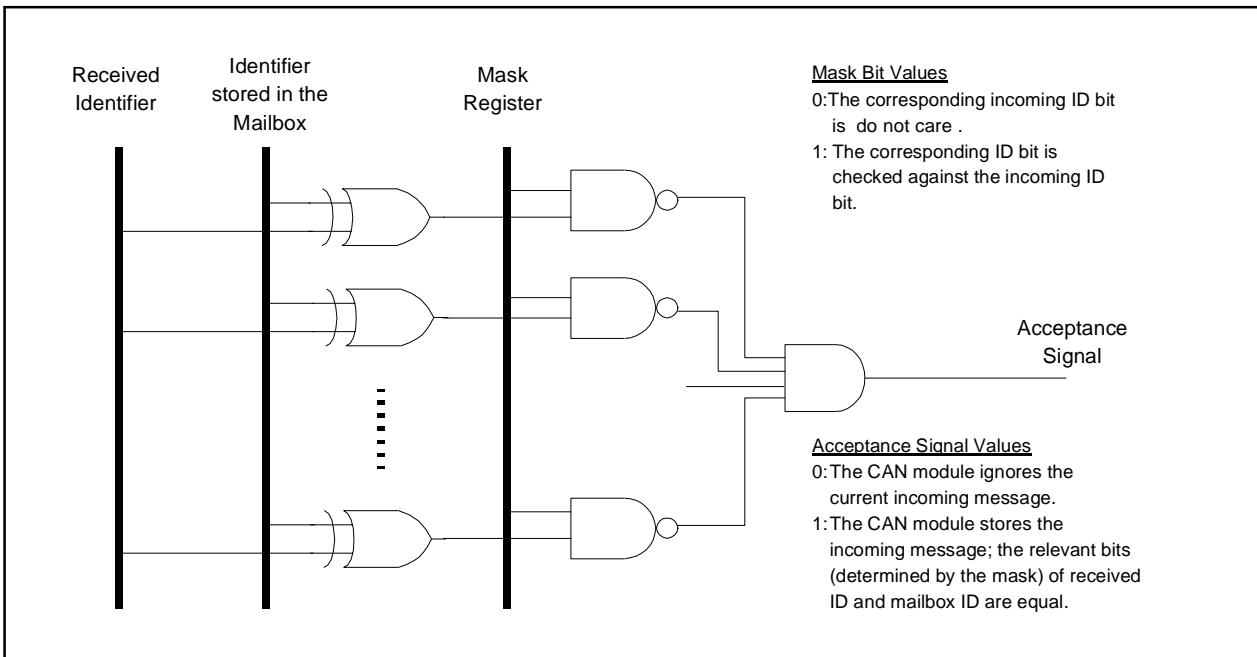 Received
Identifier
Identifier
stored in the
Mailbox
Mask
Register
Mask Bit Values
0:The corresponding incoming ID bit
is do not care .
1: The corresponding ID bit is
checked against the incoming ID
bit.
Acceptance
Signal
Acceptance Signal Values
0:The CAN module ignores the
current incoming message.
1:The CAN module stores the
incoming message; the relevant bits
(determined by the mask) of received
ID and mailbox ID are equal.